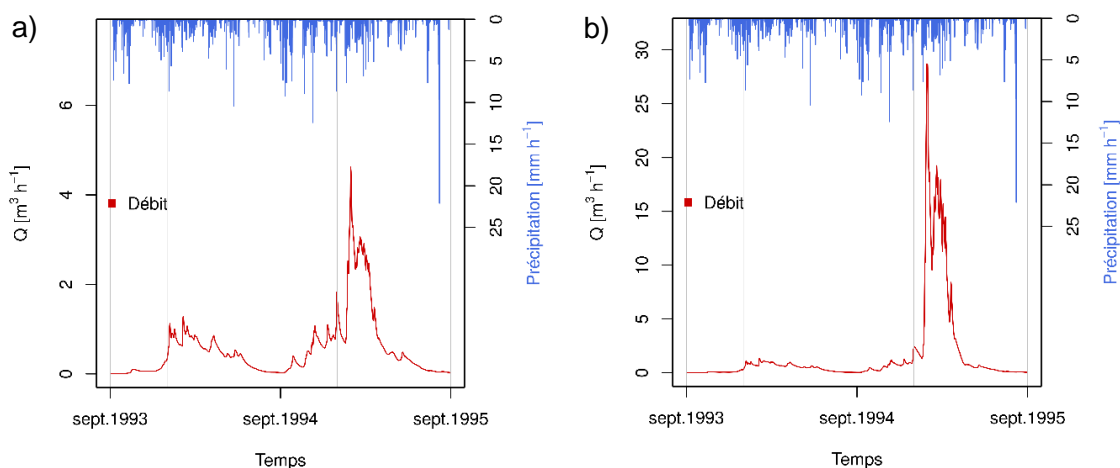 a)
Q [m³ h⁻¹]
0
2
4
6
Débit
0
5
10
15
20
25
Précipitation [mm h⁻¹]
sept.1993
sept.1994
sept.1995
Temps
b)
Q [m³ h⁻¹]
0
5
10
15
20
25
30
Débit
0
5
10
15
20
25
Précipitation [mm h⁻¹]
sept.1993
sept.1994
sept.1995
Temps